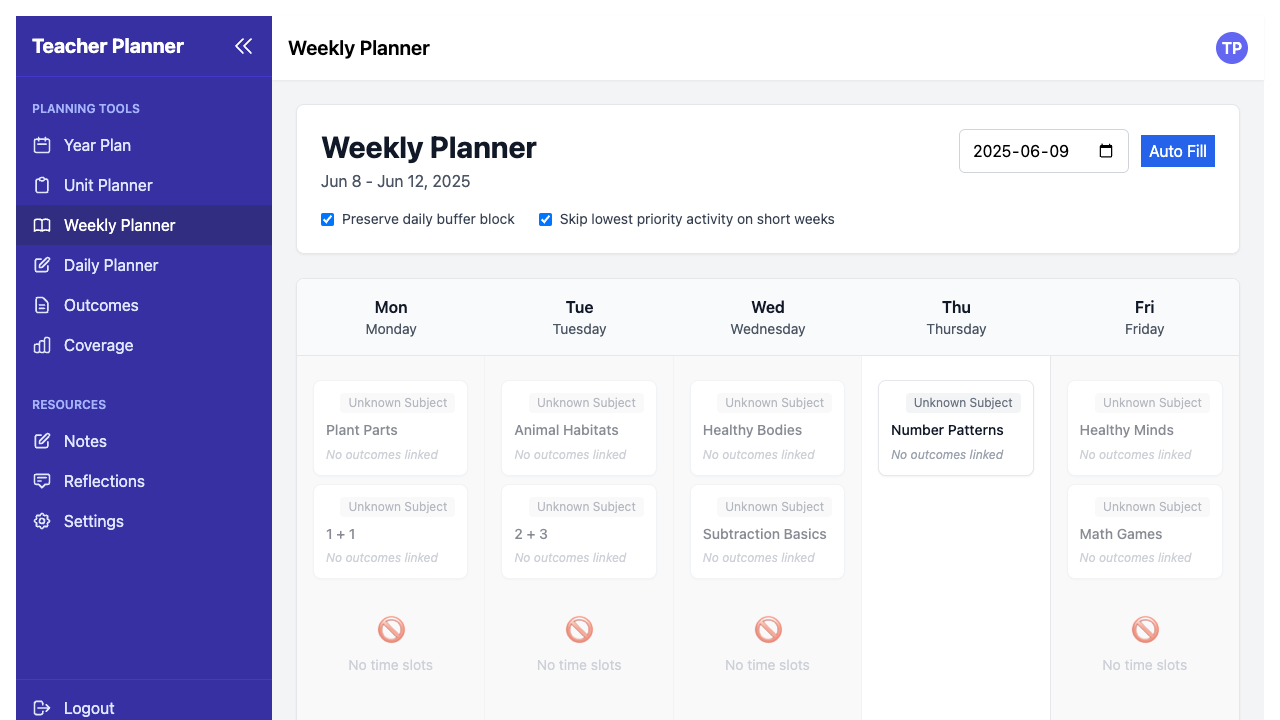 Teacher Planner
PLANNING TOOLS
Year Plan
Unit Planner
Weekly Planner
Daily Planner
Outcomes
Coverage
RESOURCES
Notes
Reflections
Settings
Logout
Weekly Planner
TP
Weekly Planner
Jun 8 - Jun 12, 2025
2025-06-09
Auto Fill
Preserve daily buffer block
Skip lowest priority activity on short weeks
Mon
Monday
Tue
Tuesday
Wed
Wednesday
Thu
Thursday
Fri
Friday
Unknown Subject
Plant Parts
No outcomes linked
Unknown Subject
1 + 1
No outcomes linked
No time slots
Unknown Subject
Animal Habitats
No outcomes linked
Unknown Subject
2 + 3
No outcomes linked
No time slots
Unknown Subject
Healthy Bodies
No outcomes linked
Unknown Subject
Subtraction Basics
No outcomes linked
No time slots
Unknown Subject
Number Patterns
No outcomes linked
Unknown Subject
Healthy Minds
No outcomes linked
Unknown Subject
Math Games
No outcomes linked
No time slots